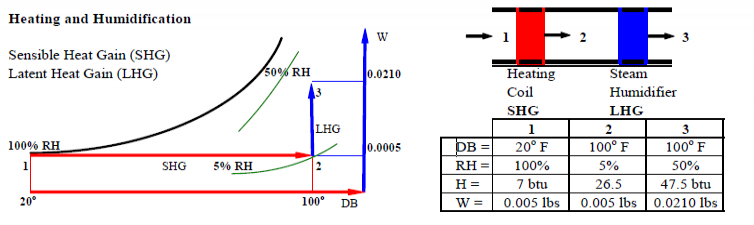 Heating and Humidification
Sensible Heat Gain (SHG)
Latent Heat Gain (LHG)
W
50% RH
0.0210
3
LHG
100% RH
0.0005
1
SHG
5% RH
2
20°
100°
DB
1
2
3
Heating
Coil
SHG
Steam
Humidifier
LHG
1 2 3
DB = 20° F 100° F 100° F
RH = 100% 5% 50%
H = 7 btu 26.5 47.5 btu
W = 0.005 lbs 0.005 lbs 0.0210 lbs